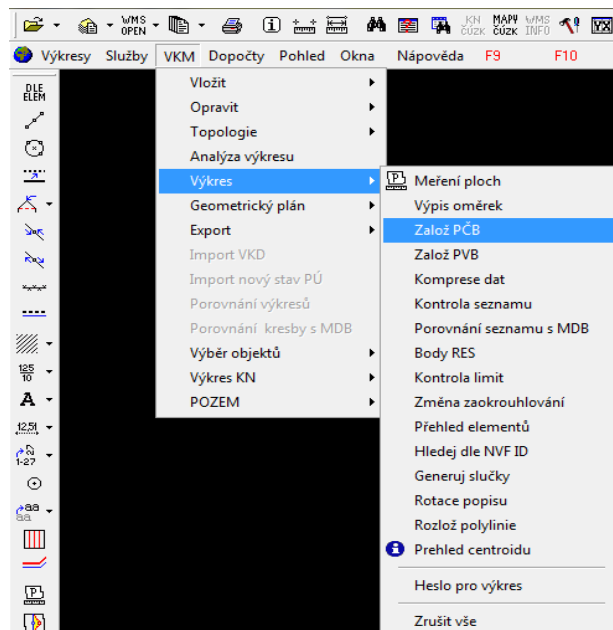 WMS OPEN KN ČÚZK MAPY ČÚZK WMS INFO YX
Výkresy Služby VKM Dopočty Pohled Okna Nápověda F9 F10
DLE
ELEM
Vložit
Opravit
Topologie
Analýza výkresu
Výkres
Geometrický plán
Export
Import VKD
Import nový stav PÚ
Porovnání výkresů
Porovnání kresby s MDB
Výběr objektů
Výkres KN
POZEM
Měření ploch
Výpis oměrek
Založ PČB
Založ PVB
Komprese dat
Kontrola seznamu
Porovnání seznamu s MDB
Body RES
Kontrola limit
Změna zaokrouhlování
Přehled elementů
Hledej dle NVF ID
Generuj slučky
Rotace popisu
Rozlož polylinie
Prehled centroidu
Heslo pro výkres
Zrušit vše
125
10
A
12,51
1-27
aa
aa
P